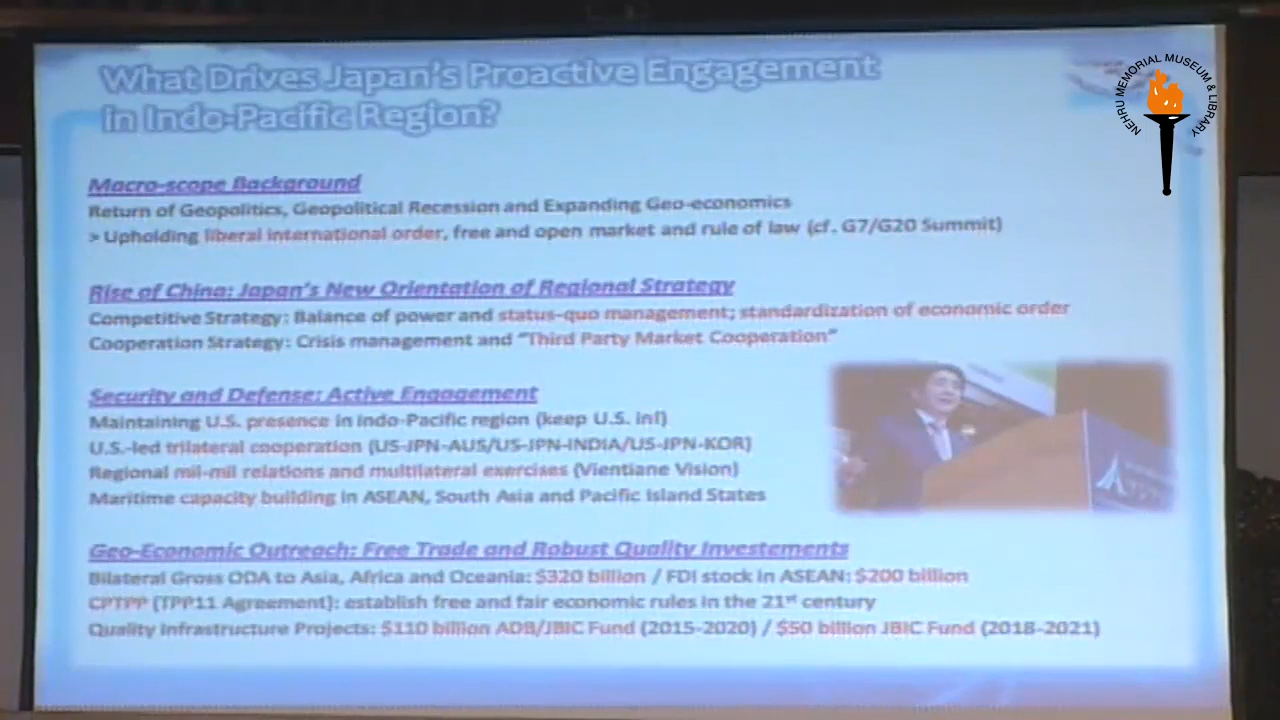 What Drives Japan's Proactive Engagement
in Indo-Pacific Region?
NEHRU MEMORIAL MUSEUM & LIBRARY
Macro-scope Background
Return of Geopolitics, Geopolitical Recession and Expanding Geo-economics
> Upholding liberal international order, free and open market and rule of law (cf. G7/G20 Summit)
Rise of China: Japan's New Orientation of Regional Strategy
Competitive Strategy: Balance of power and status-quo management; standardization of economic order
Cooperation Strategy: Crisis management and "Third Party Market Cooperation"
Security and Defense: Active Engagement
Maintaining U.S. presence in Indo-Pacific region (keep U.S. in!)
U.S.-led trilateral cooperation (US-JPN-AUS/US-JPN-INDIA/US-JPN-KOR)
Regional mil-mil relations and multilateral exercises (Vientiane Vision)
Maritime capacity building in ASEAN, South Asia and Pacific Island States
Geo-Economic Outreach: Free Trade and Robust Quality Investements
Bilateral Gross ODA to Asia, Africa and Oceania: $320 billion / FDI stock in ASEAN: $200 billion
CPTPP (TPP11 Agreement): establish free and fair economic rules in the 21st century
Quality Infrastructure Projects: $110 billion ADB/JBIC Fund (2015-2020) / $50 billion JBIC Fund (2018-2021)